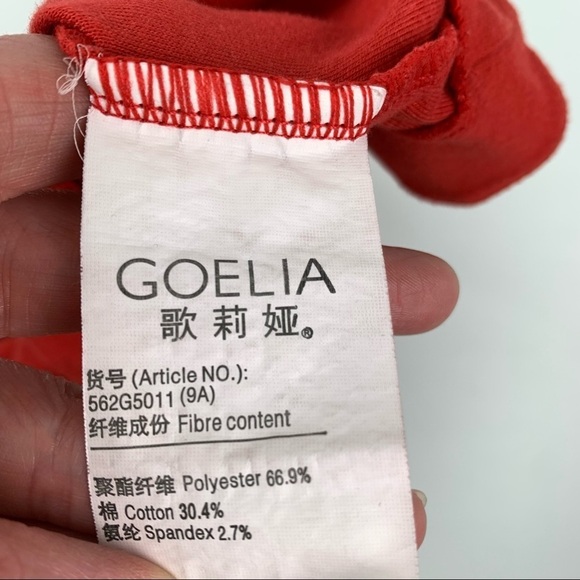 GOELIA
歌莉娅®
货号 (Article NO.):
562G5011 (9A)
纤维成份 Fibre content
聚酯纤维 Polyester 66.9%
棉 Cotton 30.4%
氨纶 Spandex 2.7%